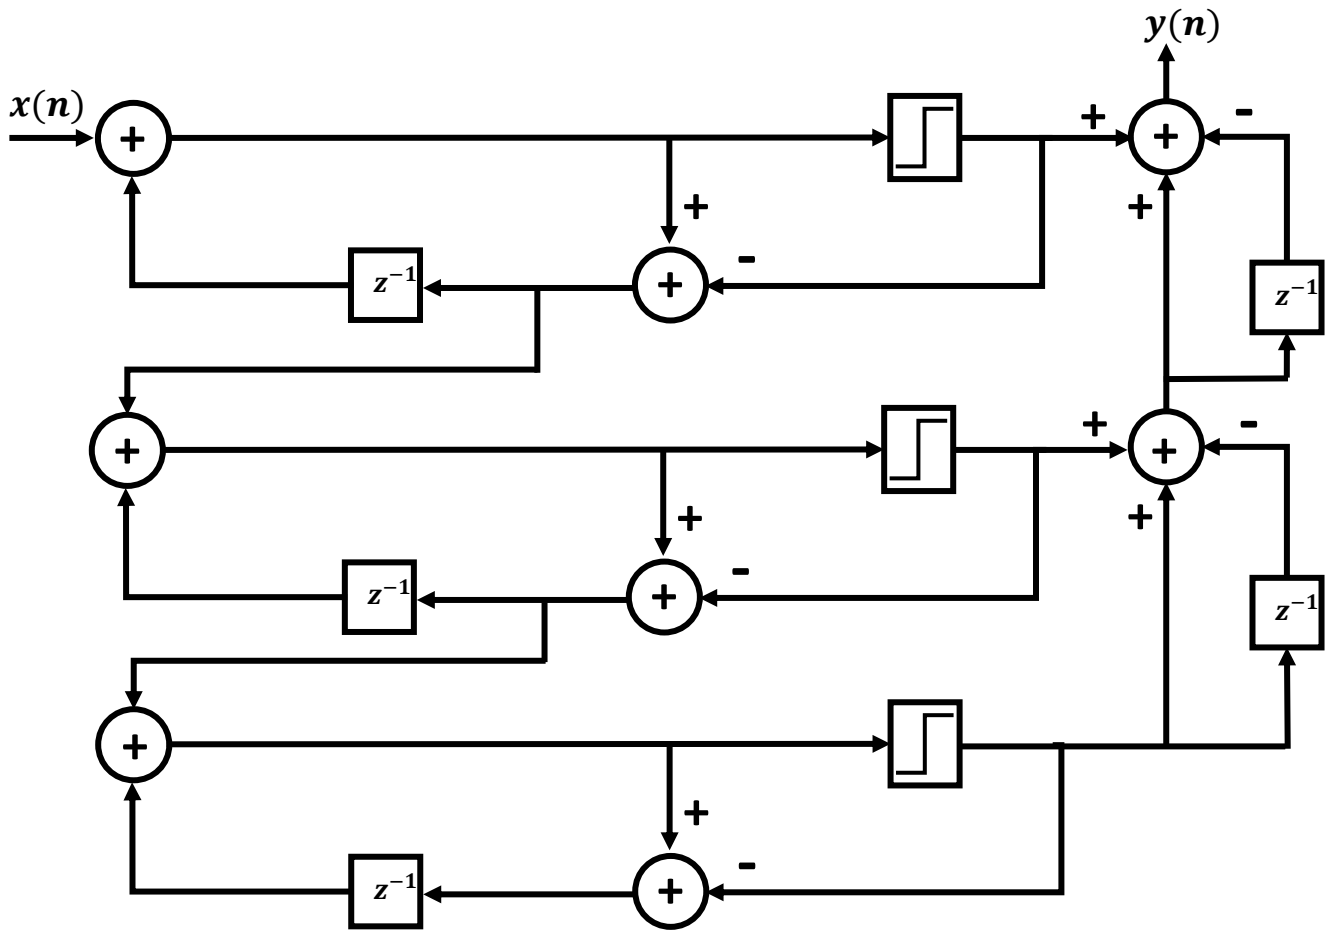 y(n)
x(n)
+
+
-
+
+
+
-
z⁻¹
+
z⁻¹
+
-
+
+
+
+
-
z⁻¹
+
z⁻¹
+
+
-
z⁻¹
+